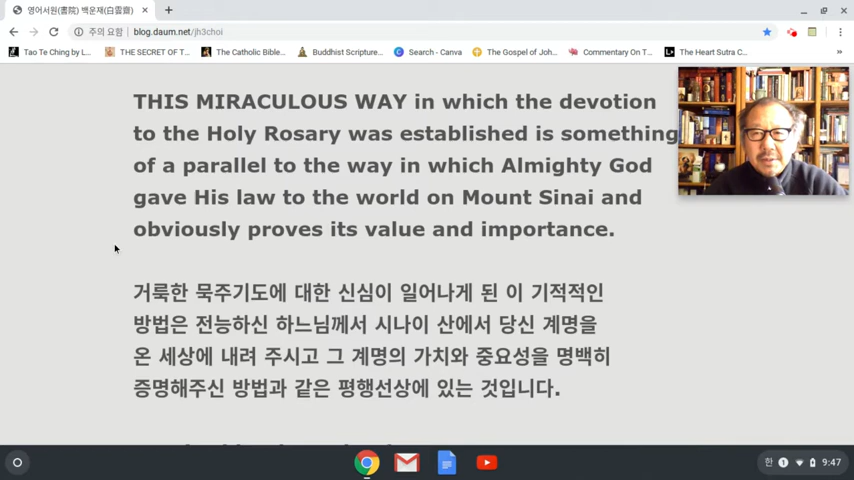 영어서원(書院) 백운재(白雲齋)
주의 요함
blog.daum.net/jh3choi
Tao Te Ching by L...
THE SECRET OF T...
The Catholic Bible...
Buddhist Scripture...
Search - Canva
The Gospel of Joh...
Commentary On T...
The Heart Sutra C...
THIS MIRACULOUS WAY in which the devotion
to the Holy Rosary was established is something
of a parallel to the way in which Almighty God
gave His law to the world on Mount Sinai and
obviously proves its value and importance.
거룩한 묵주기도에 대한 신심이 일어나게 된 이 기적적인
방법은 전능하신 하느님께서 시나이 산에서 당신 계명을
온 세상에 내려 주시고 그 계명의 가치와 중요성을 명백히
증명해주신 방법과 같은 평행선상에 있는 것입니다.
한
1
9:47